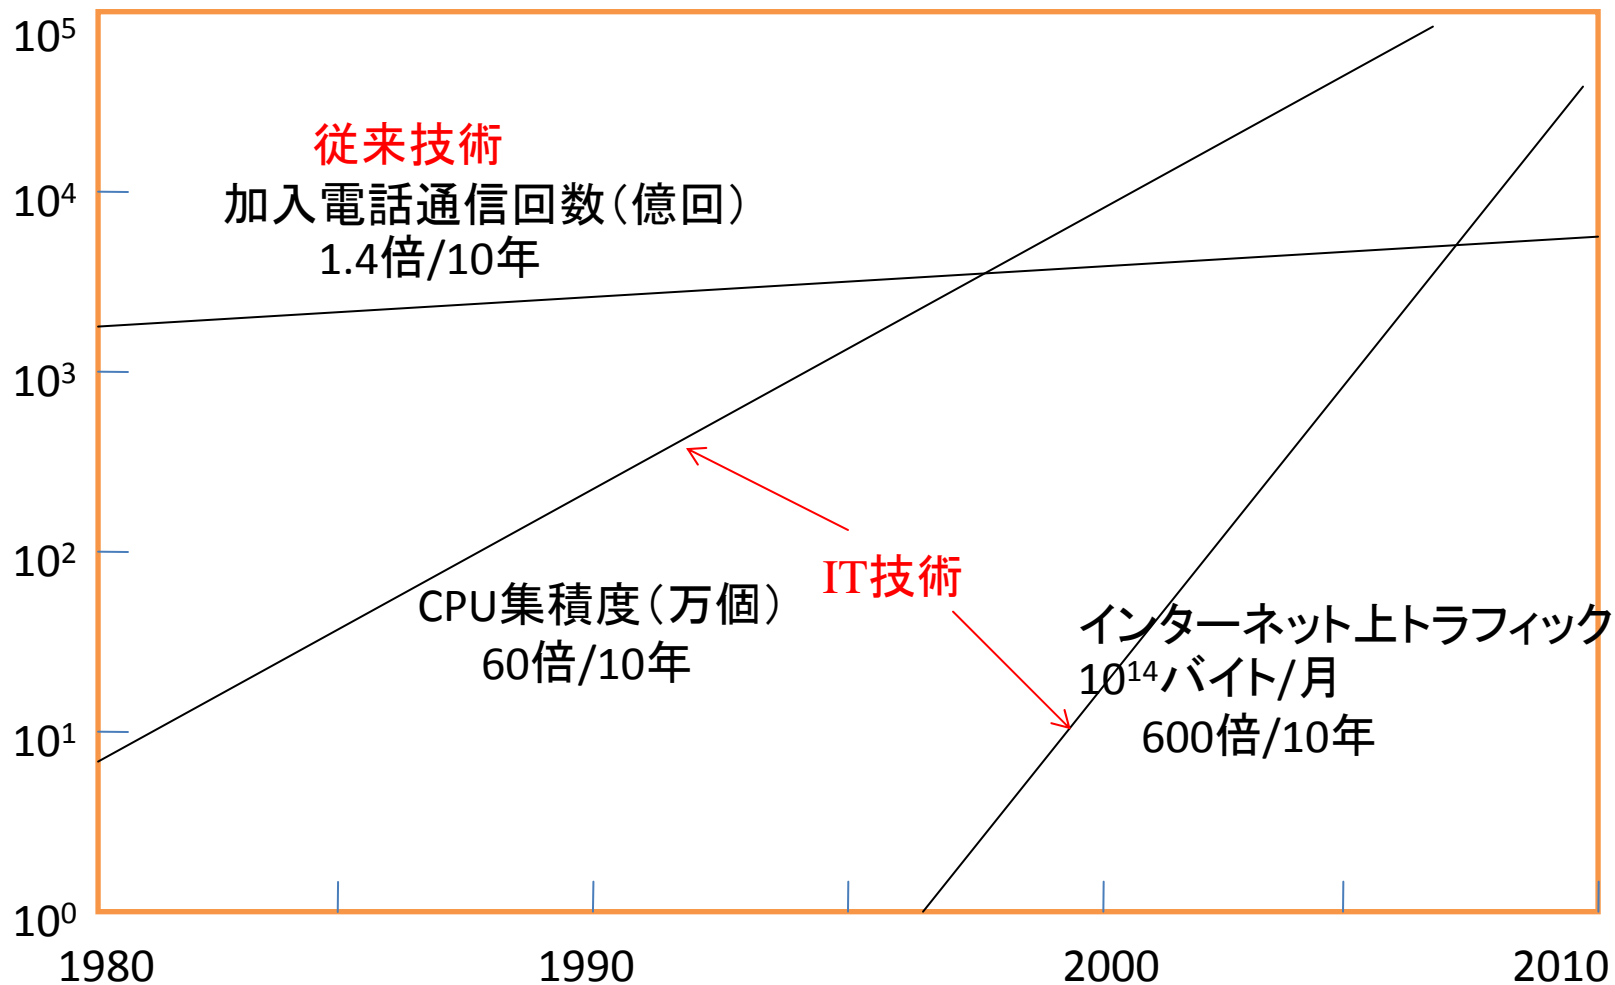 10⁵
従来技術
10⁴
加入電話通信回数(億回)
1.4倍/10年
10³
10²
IT技術
CPU集積度(万個)
60倍/10年
インターネット上トラフィック
10¹⁴バイト/月
600倍/10年
10¹
10⁰
1980
1990
2000
2010